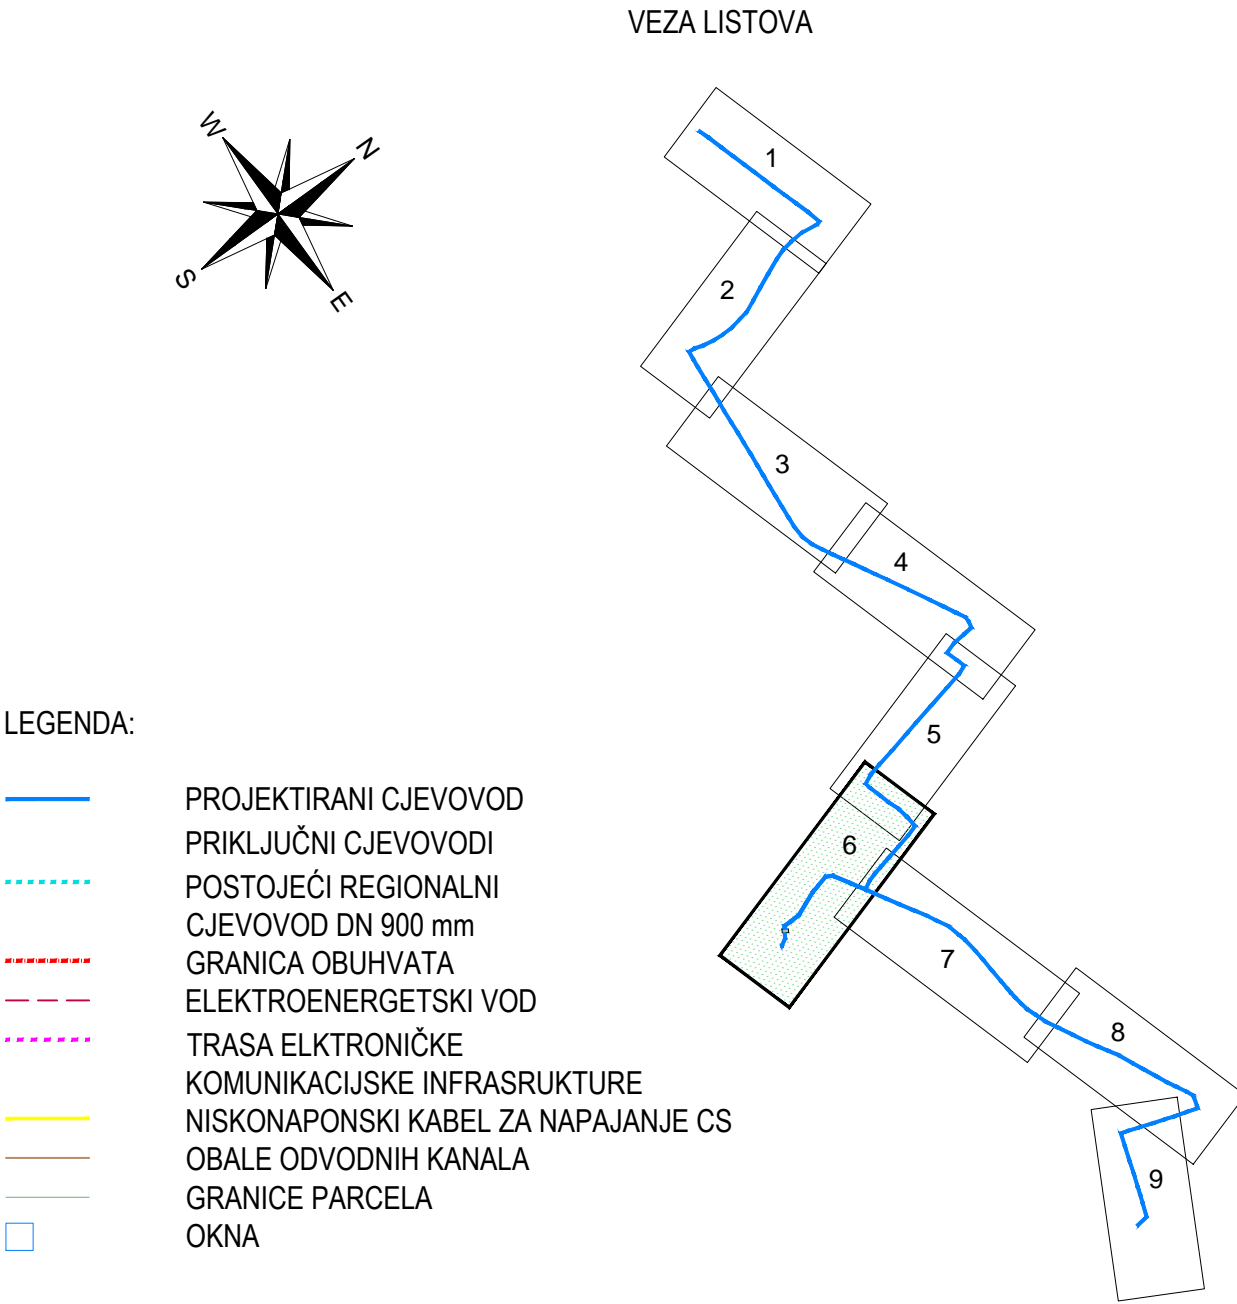 VEZA LISTOVA
W
N
S
E
1
2
3
4
5
6
7
8
9
LEGENDA:
PROJEKTIRANI CJEVOVOD
PRIKLJUČNI CJEVOVODI
POSTOJEĆI REGIONALNI
CJEVOVOD DN 900 mm
GRANICA OBUHVATA
ELEKTROENERGETSKI VOD
TRASA ELKTRONIČKE
KOMUNIKACIJSKE INFRASRUKTURE
NISKONAPONSKI KABEL ZA NAPAJANJE CS
OBALE ODVODNIH KANALA
GRANICE PARCELA
OKNA